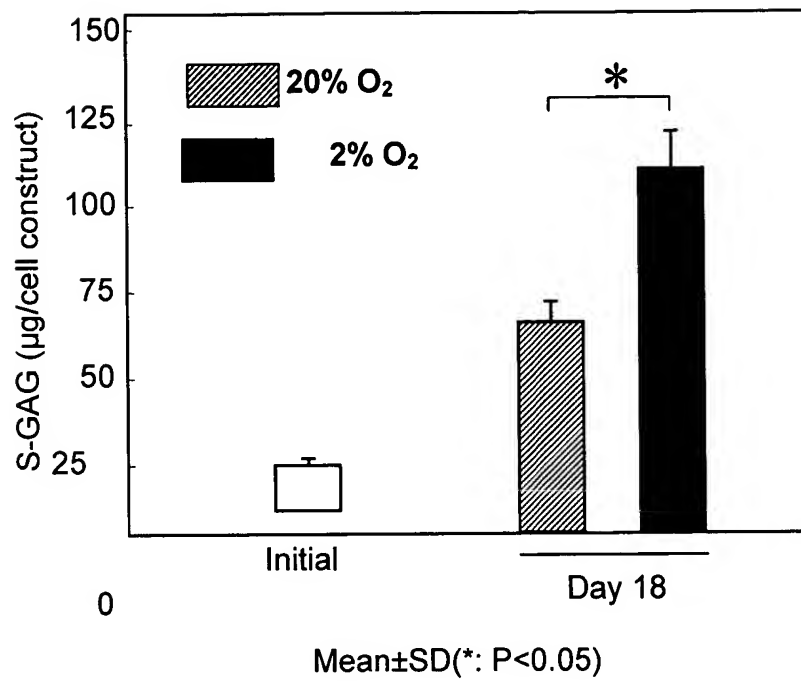 150
125
100
75
50
25
0
S-GAG (µg/cell construct)
20% O₂
2% O₂
*
Initial
Day 18
Mean±SD(*: P<0.05)